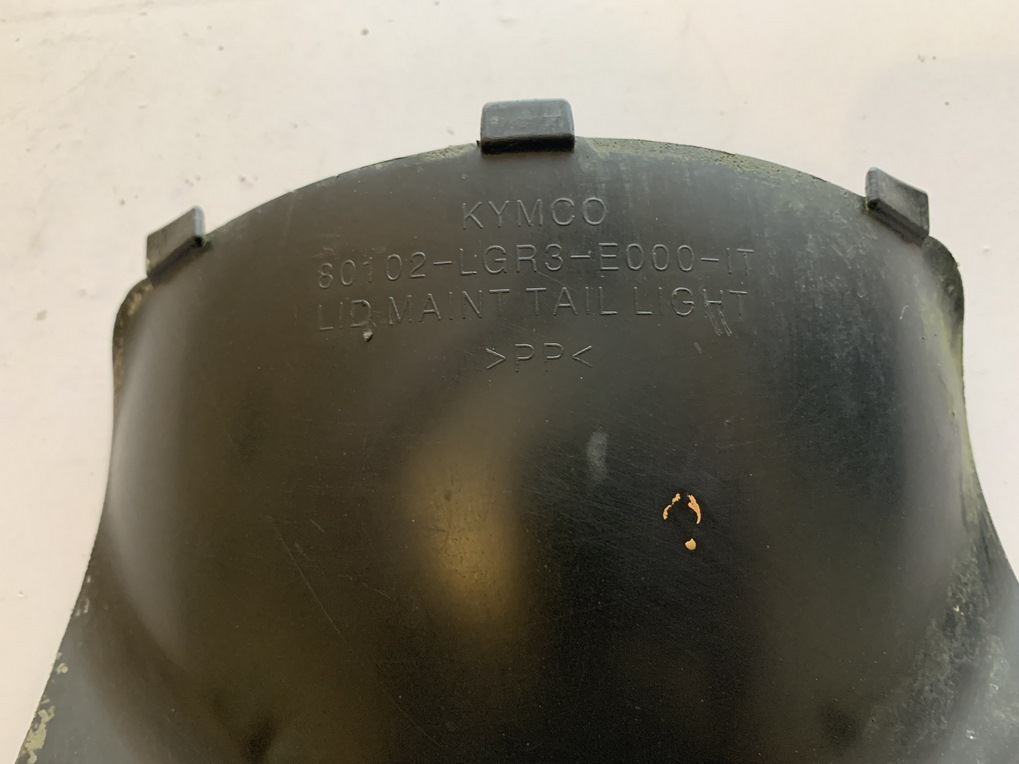 KYMCO
80102-LGR3-E000-IT
LID MAINT TAIL LIGHT
>PP<